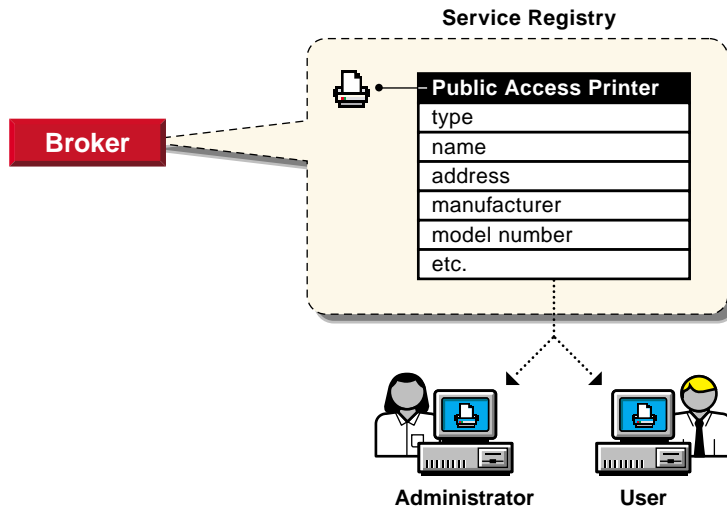 Service Registry
Broker
Public Access Printer
type
name
address
manufacturer
model number
etc.
Administrator
User